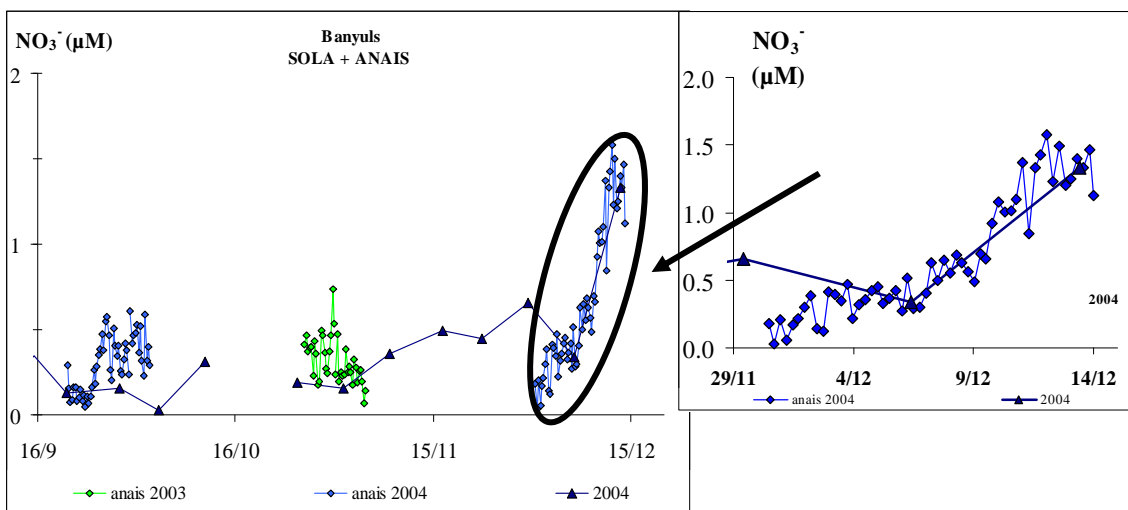 NO₃⁻ (µM)
Banyuls
SOLA + ANAIS
2
1
0
16/9 16/10 15/11 15/12
anais 2003 anais 2004 2004
NO₃⁻
(µM)
2.0
1.5
1.0
0.5
0.0
2004
29/11 4/12 9/12 14/12
anais 2004 2004